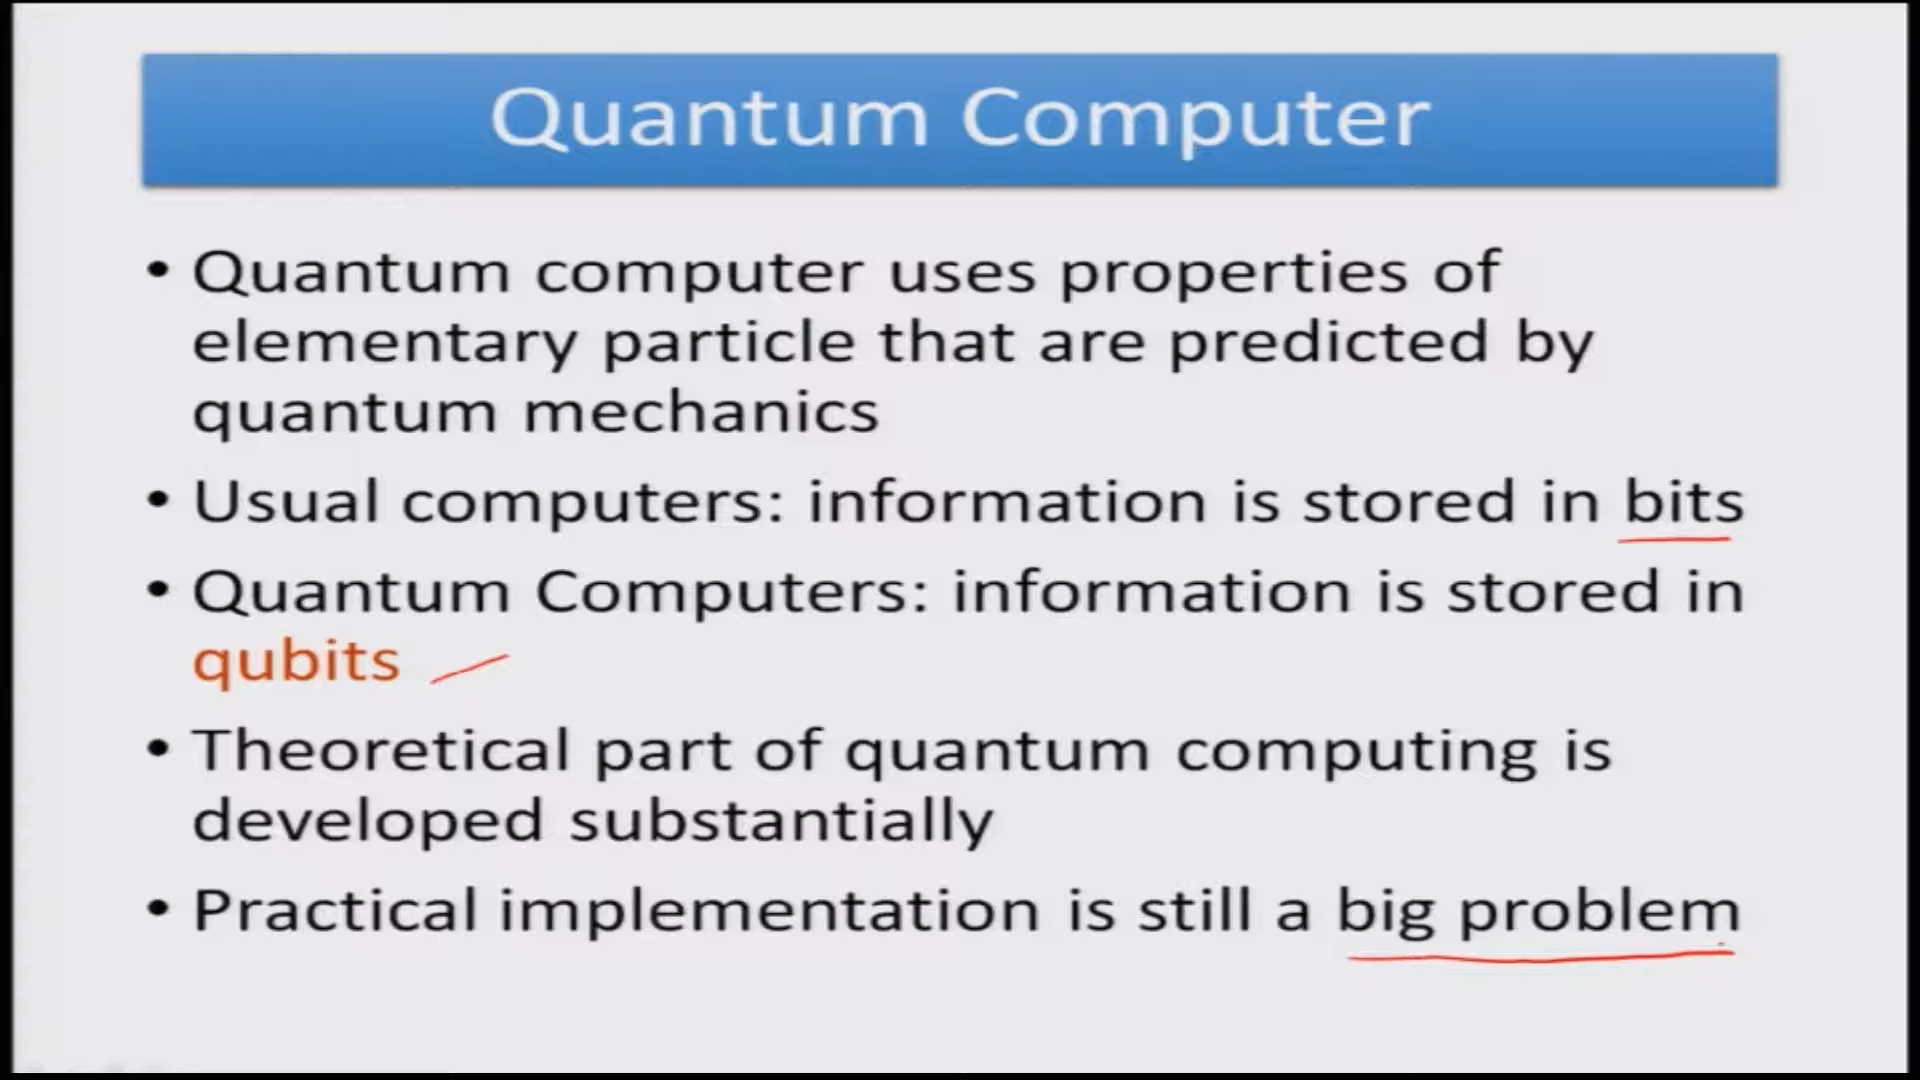 Quantum Computer
• Quantum computer uses properties of
elementary particle that are predicted by
quantum mechanics
• Usual computers: information is stored in bits
• Quantum Computers: information is stored in
qubits
• Theoretical part of quantum computing is
developed substantially
• Practical implementation is still a big problem